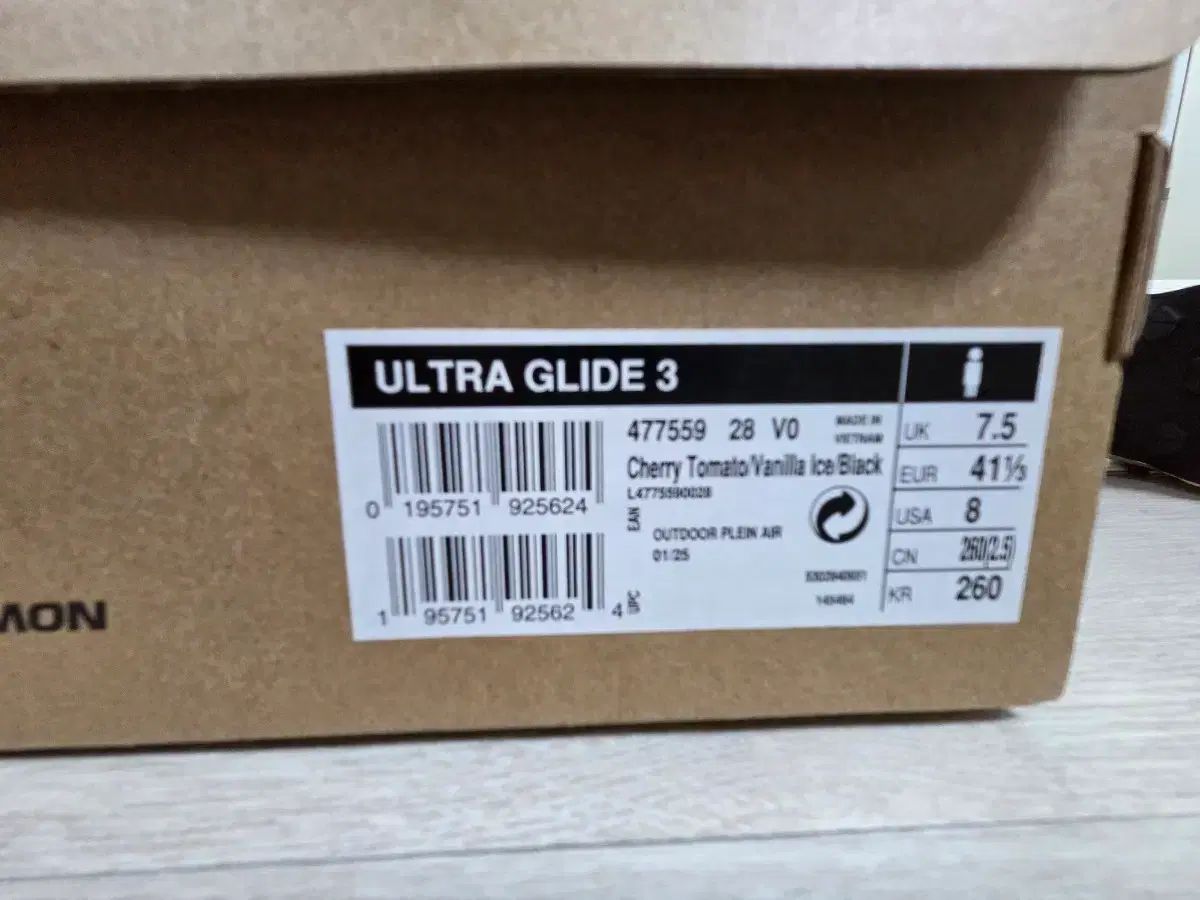 ULTRA GLIDE 3
477559 28 V0
MADE IN
VIETNAM
Cherry Tomato/Vanilla Ice/Black
L47755900028
EAN
OUTDOOR PLEIN AIR
01/25
0 195751 925624
1 95751 92562 4
UPC
UK 7.5
EUR 41⅓
USA 8
CN 260(2.5)
KR 260
MON